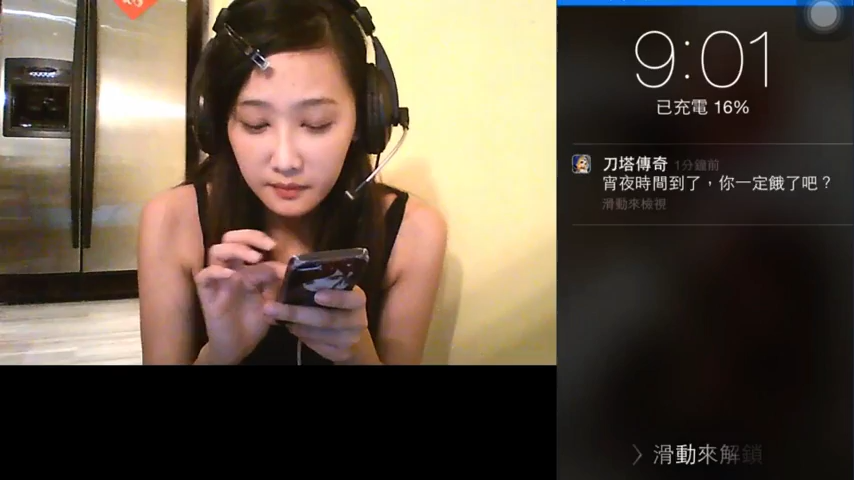 9:01
已充電 16%
刀塔傳奇 1分鐘前
宵夜時間到了，你一定餓了吧？
滑動來檢視
滑動來解鎖